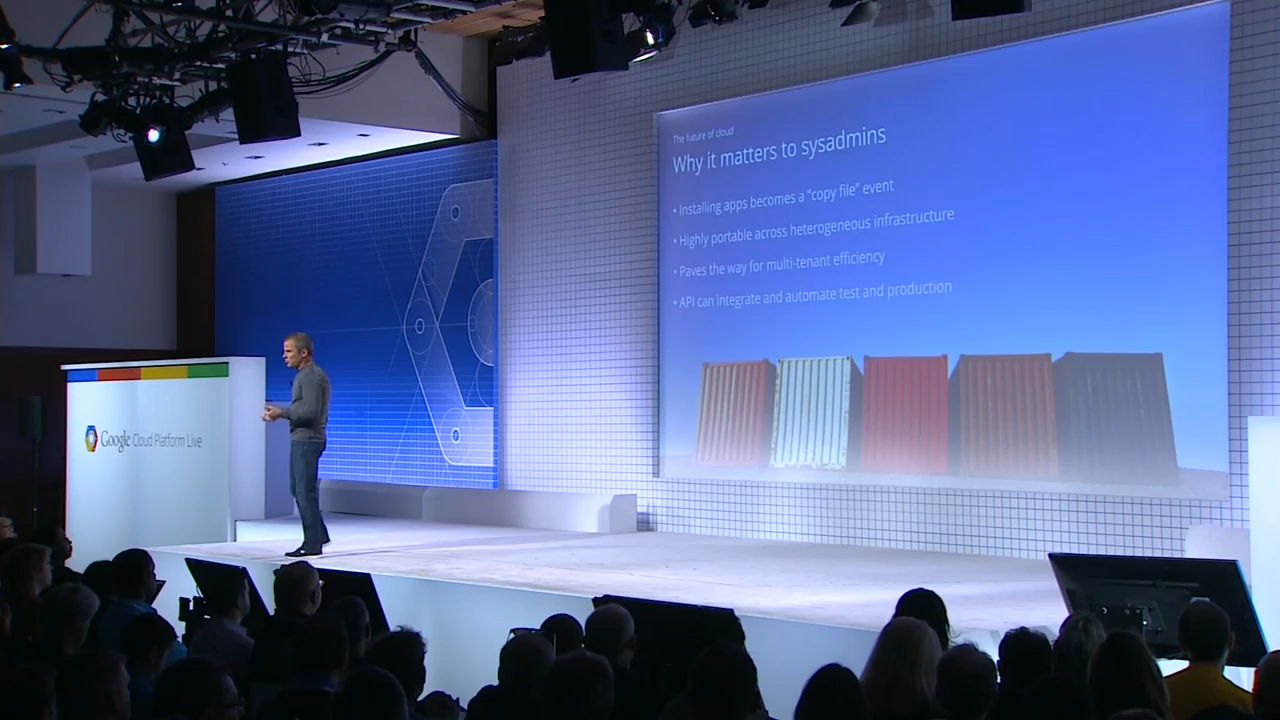 The future of cloud
Why it matters to sysadmins
• Installing apps becomes a “copy file” event
• Highly portable across heterogeneous infrastructure
• Paves the way for multi-tenant efficiency
• API can integrate and automate test and production
Google Cloud Platform Live